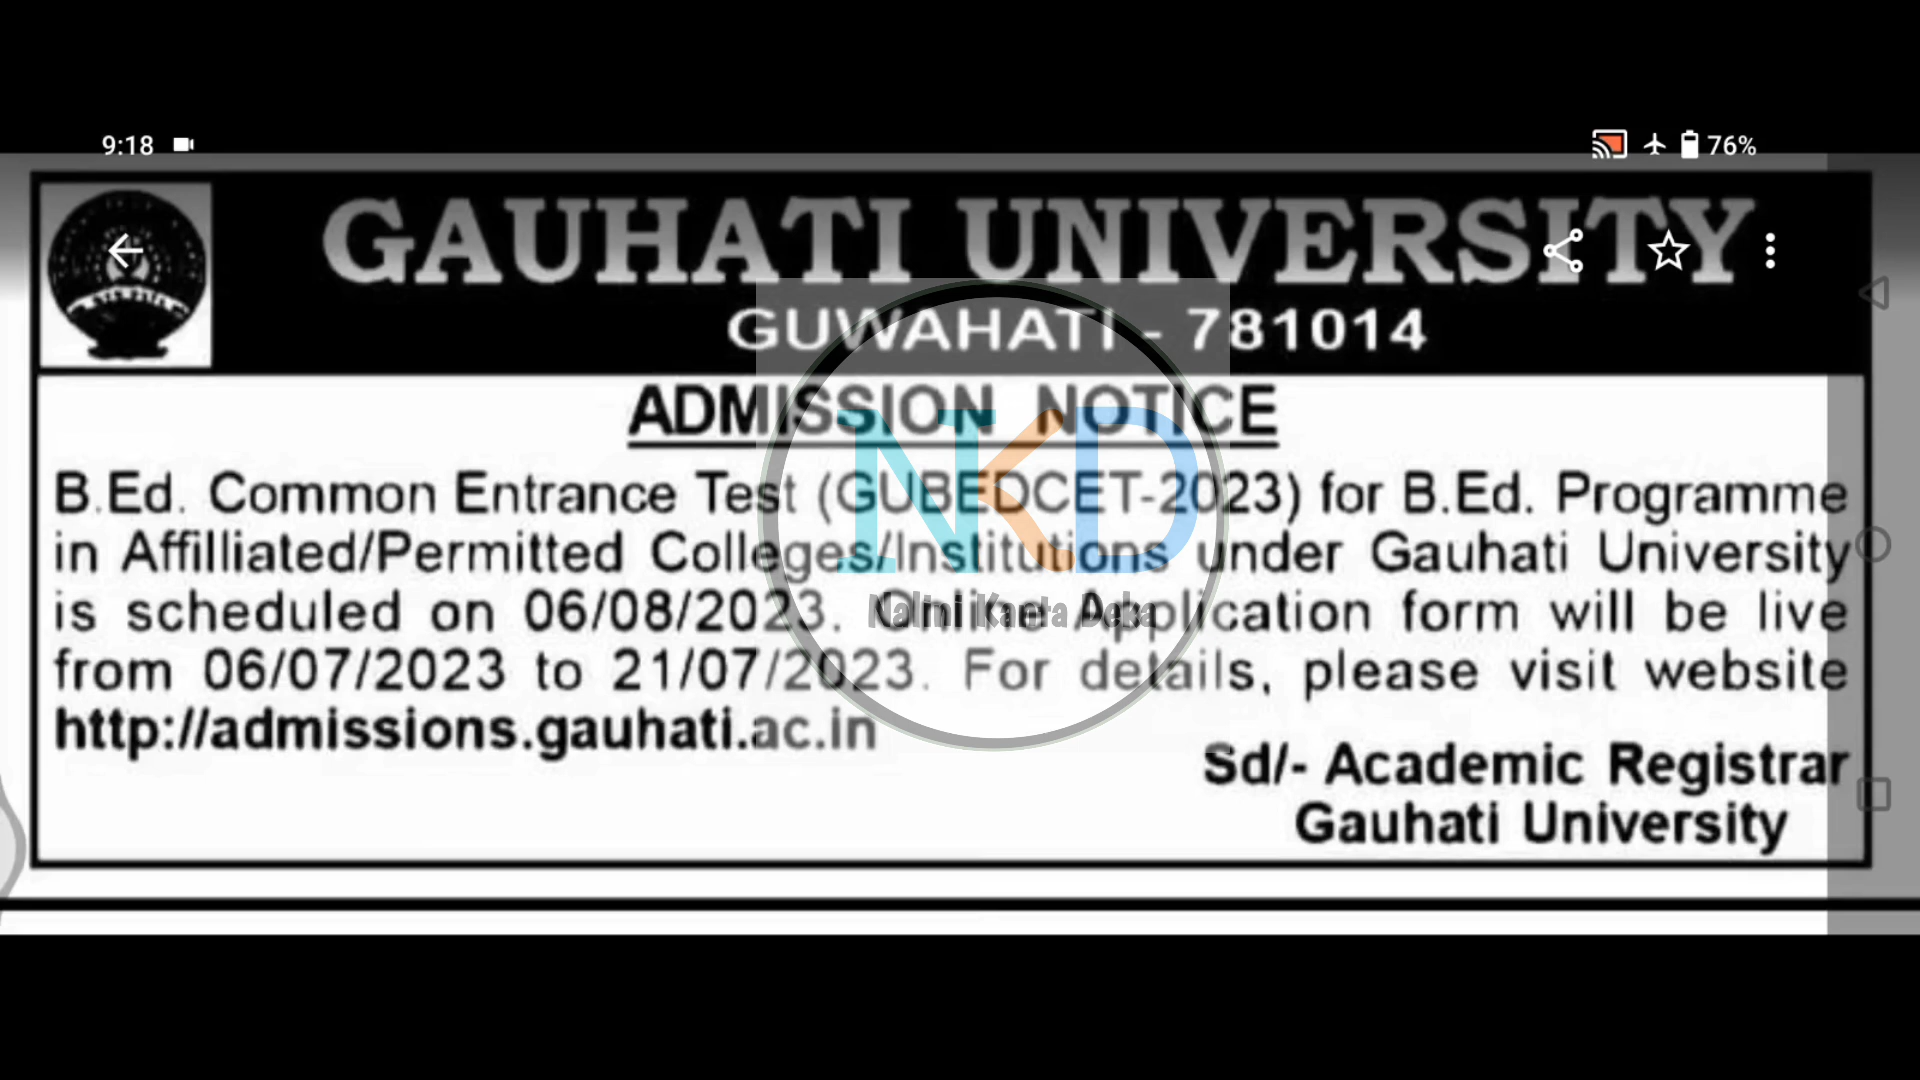 9:18
76%
GAUHATI UNIVERSITY
GUWAHATI - 781014
ADMISSION NOTICE
B.Ed. Common Entrance Test (GUBEDCET-2023) for B.Ed. Programme
in Affilliated/Permitted Colleges/Institutions under Gauhati University
is scheduled on 06/08/2023. Online Application form will be live
from 06/07/2023 to 21/07/2023. For details, please visit website
http://admissions.gauhati.ac.in
Sd/- Academic Registrar
Gauhati University
NKD
Nalini Kanta Deka